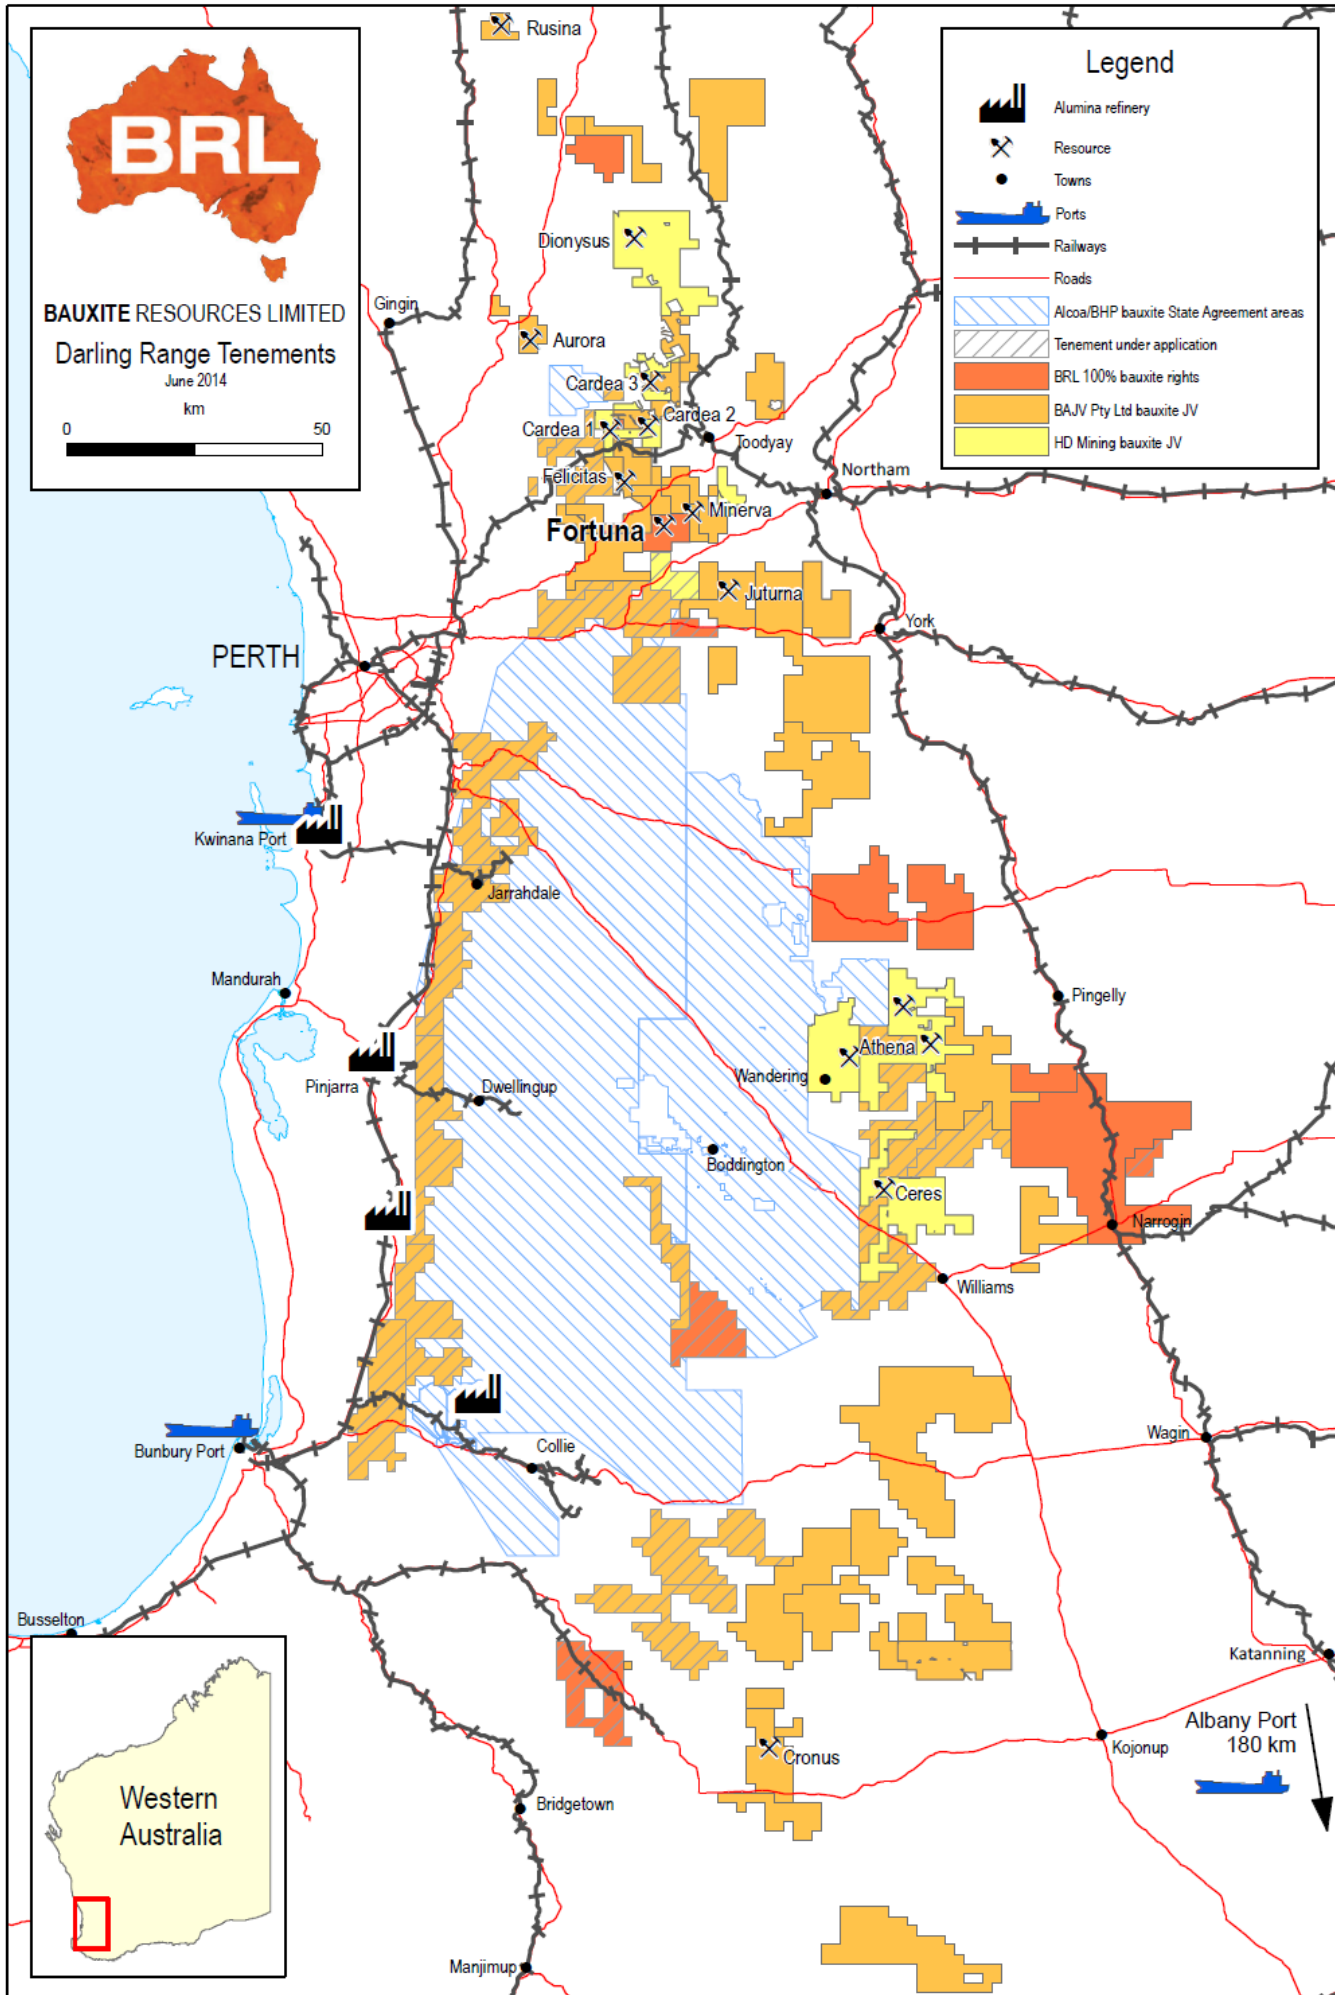 BRL
BAUXITE RESOURCES LIMITED
Darling Range Tenements
June 2014
km
0
50
Legend
Alumina refinery
Resource
Towns
Ports
Railways
Roads
Alcoa/BHP bauxite State Agreement areas
Tenement under application
BRL 100% bauxite rights
BAJV Pty Ltd bauxite JV
HD Mining bauxite JV
Rusina
Dionysus
Gingin
Aurora
Cardea 3
Cardea 2
Cardea 1
Toodyay
Northam
Felicitas
Minerva
Fortuna
Juturna
York
PERTH
Kwinana Port
Jarrahdale
Mandurah
Pingelly
Athena
Wandering
Pinjarra
Dwellingup
Boddington
Ceres
Narrogin
Williams
Wagin
Bunbury Port
Collie
Busselton
Katanning
Albany Port
180 km
Kojonup
Cronus
Bridgetown
Western
Australia
Manjimup